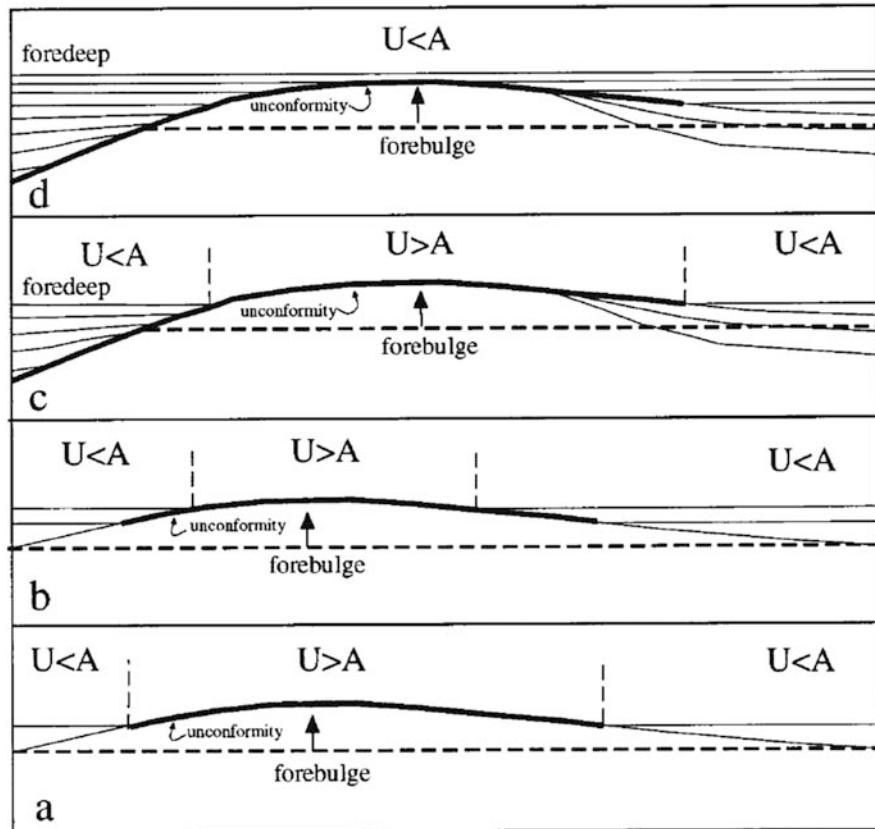 U<A
foredeep
unconformity
forebulge
d
U<A U>A U<A
foredeep
unconformity
forebulge
c
U<A U>A U<A
unconformity
forebulge
b
U<A U>A U<A
unconformity
forebulge
a